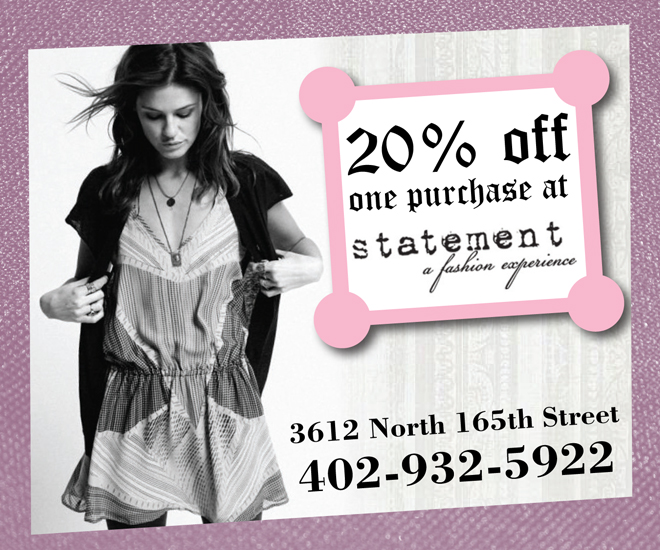 20% off
one purchase at
statement
a fashion experience
3612 North 165th Street
402-932-5922